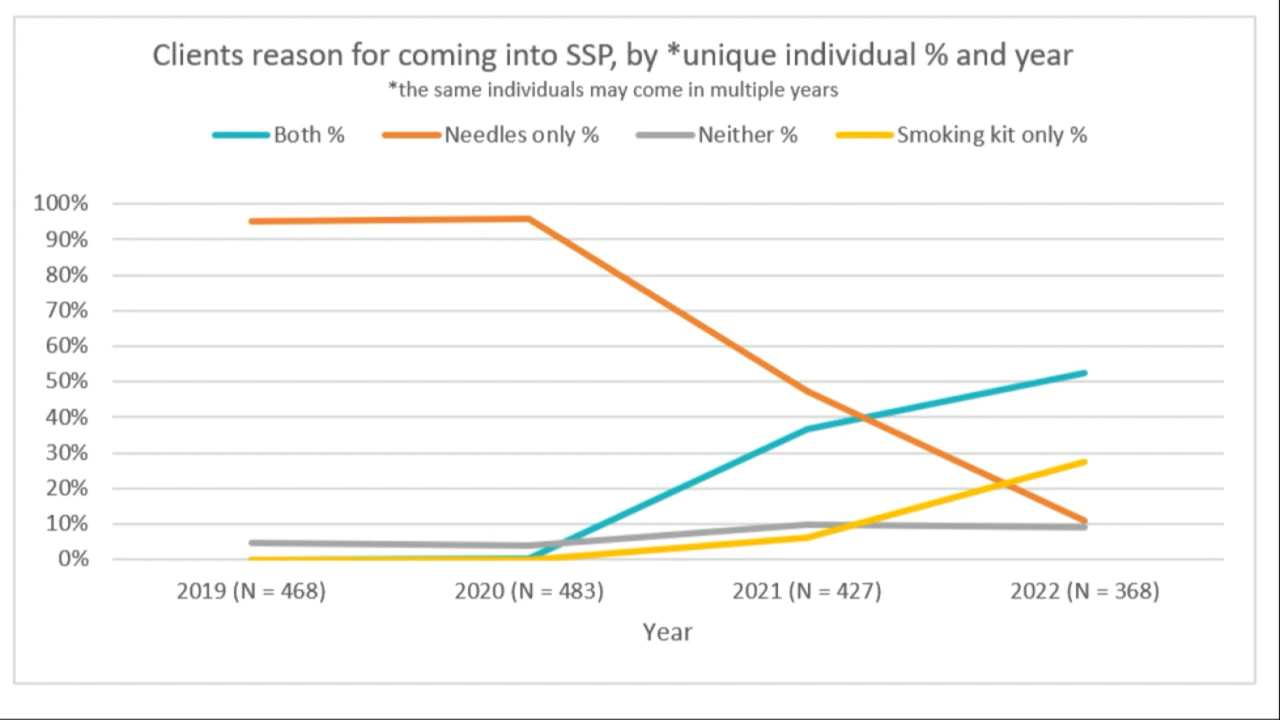 Clients reason for coming into SSP, by *unique individual % and year
*the same individuals may come in multiple years
Both % Needles only % Neither % Smoking kit only %
100%
90%
80%
70%
60%
50%
40%
30%
20%
10%
0%
2019 (N = 468) 2020 (N = 483) 2021 (N = 427) 2022 (N = 368)
Year